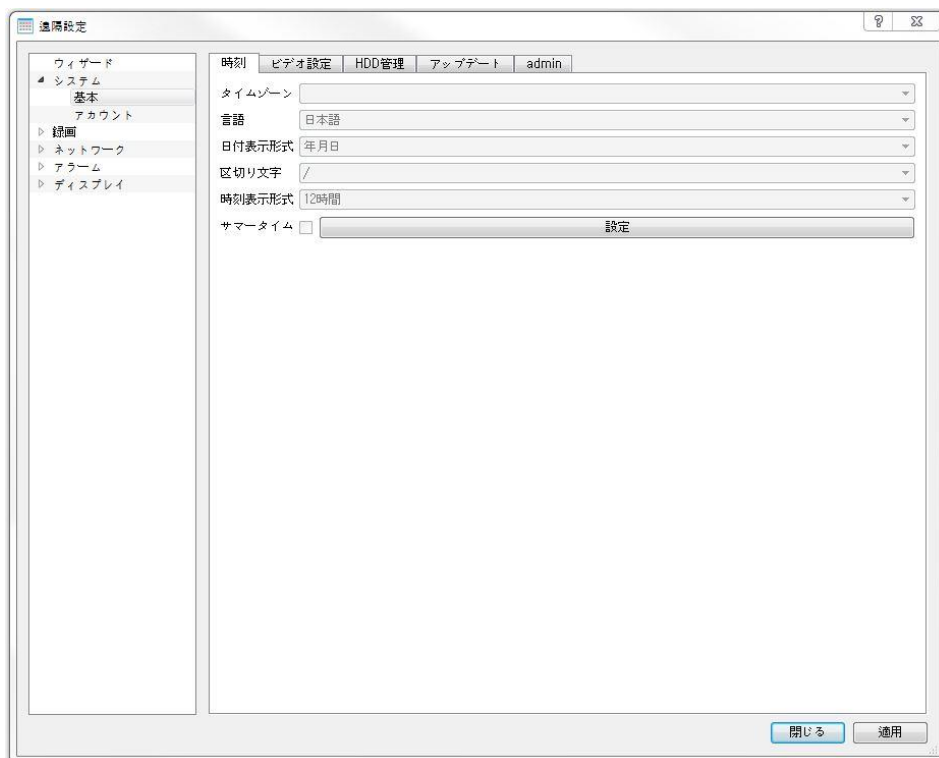 遠隔設定
ウィザード
システム
基本
アカウント
録画
ネットワーク
アラーム
ディスプレイ
時刻 ビデオ設定 HDD管理 アップデート admin
タイムゾーン
言語 日本語
日付表示形式 年月日
区切り文字 /
時刻表示形式 12時間
サマータイム 設定
閉じる 適用